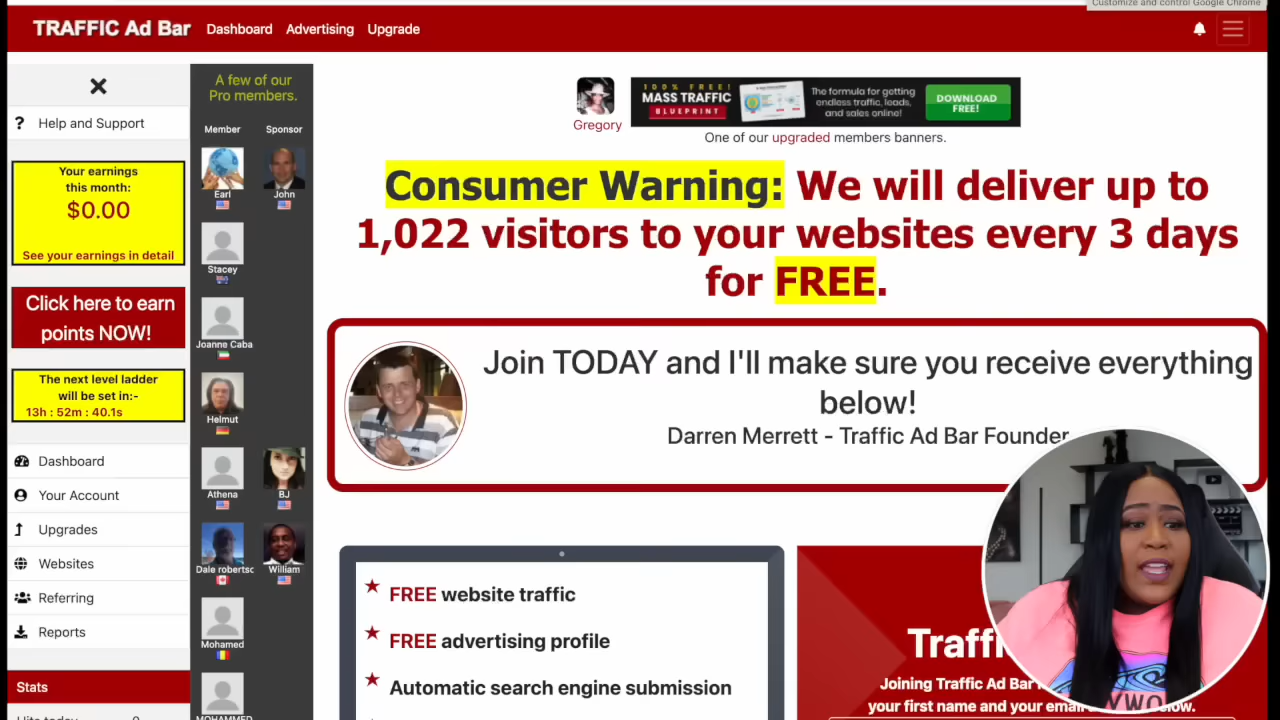 Customize and control Google Chrome
TRAFFIC Ad Bar
Dashboard
Advertising
Upgrade
Help and Support
Your earnings
this month:
$0.00
See your earnings in detail
Click here to earn
points NOW!
The next level ladder
will be set in:-
13h : 52m : 40.1s
Dashboard
Your Account
Upgrades
Websites
Referring
Reports
Stats
A few of our
Pro members.
Member
Sponsor
Earl
John
Stacey
Joanne Caba
Helmut
Athena
BJ
Dale robertsc
William
Mohamed
Gregory
100% FREE!
MASS TRAFFIC
BLUEPRINT
The formula for getting
endless traffic, leads,
and sales online!
DOWNLOAD
FREE!
One of our upgraded members banners.
Consumer Warning: We will deliver up to
1,022 visitors to your websites every 3 days
for FREE.
Join TODAY and I'll make sure you receive everything
below!
Darren Merrett - Traffic Ad Bar Founder
FREE website traffic
FREE advertising profile
Automatic search engine submission
Traffi
Joining Traffic Ad Bar
your first name and your email
low.